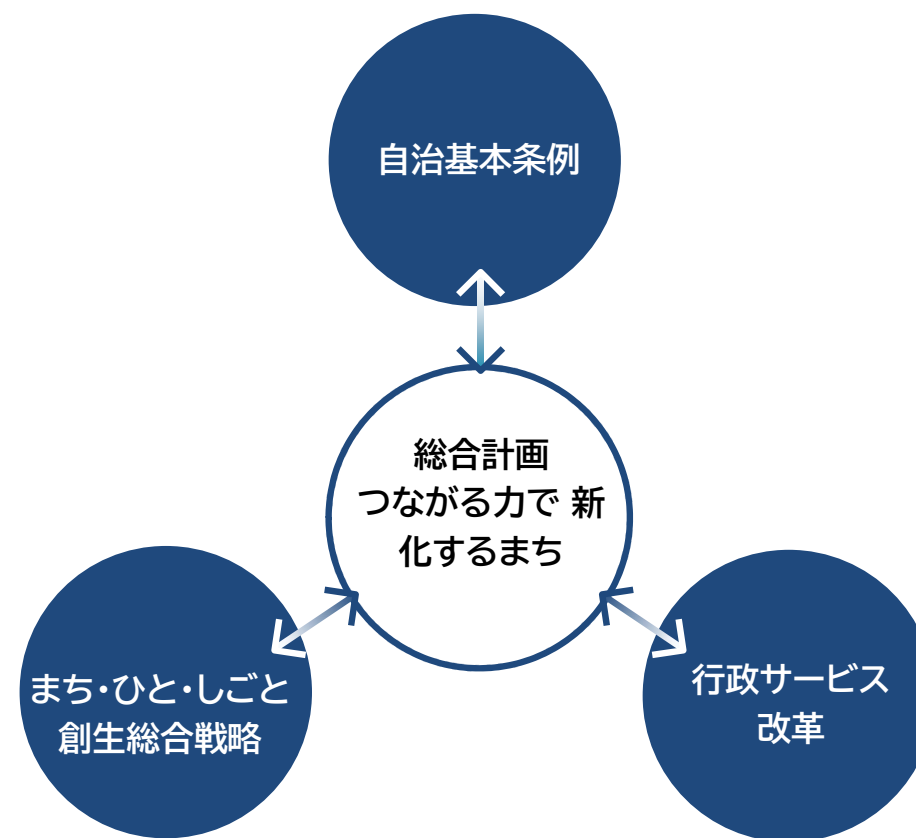 自治基本条例
総合計画
つながる力で 新
化するまち
まち・ひと・しごと
創生総合戦略
行政サービス
改革